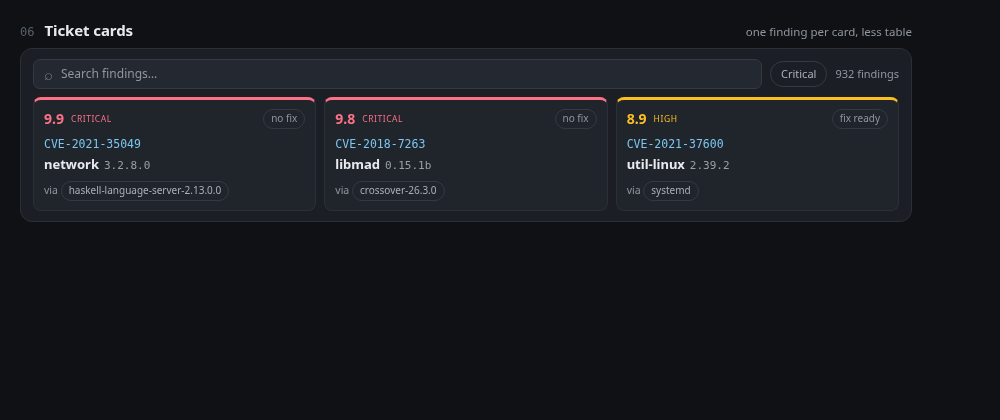 06 Ticket cards one finding per card, less table
Search findings... Critical 932 findings
9.9 CRITICAL no fix
CVE-2021-35049
network 3.2.8.0
via haskell-language-server-2.13.0.0
9.8 CRITICAL no fix
CVE-2018-7263
libmad 0.15.1b
via crossover-26.3.0
8.9 HIGH fix ready
CVE-2021-37600
util-linux 2.39.2
via systemd